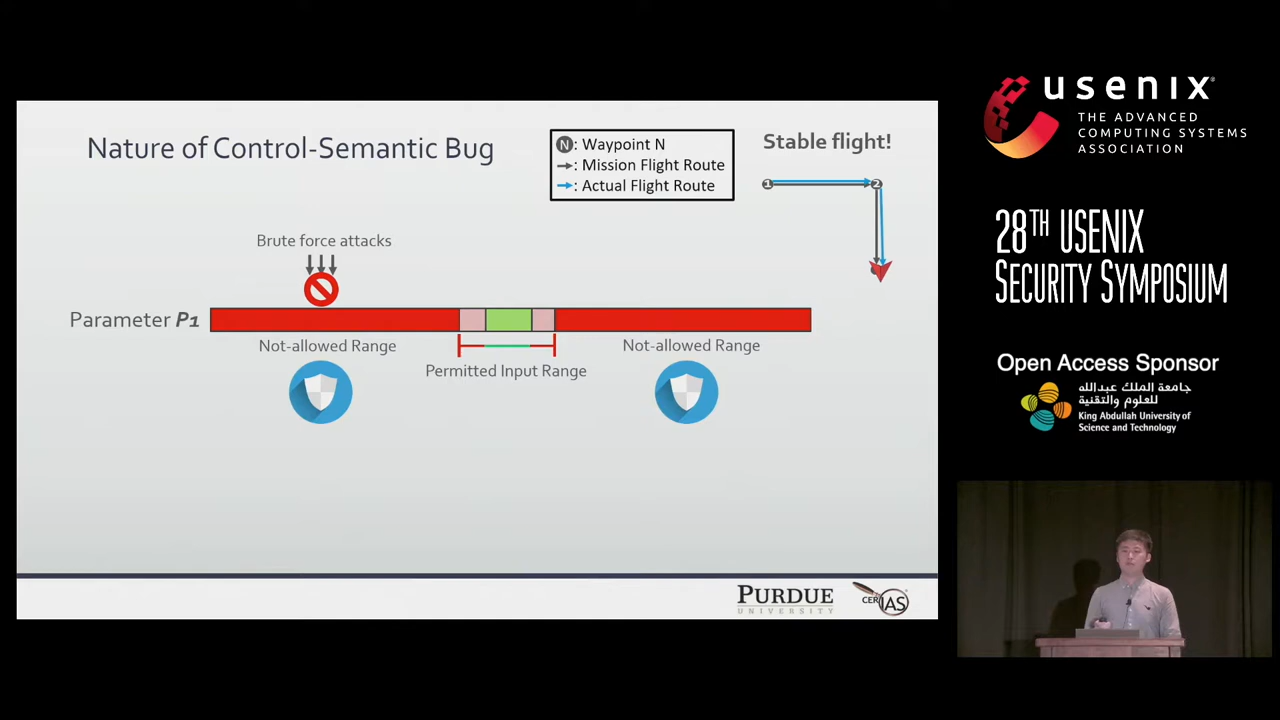 Nature of Control-Semantic Bug
N: Waypoint N
: Mission Flight Route
: Actual Flight Route
Stable flight!
1
2
Brute force attacks
Parameter P1
Not-allowed Range
Permitted Input Range
Not-allowed Range
PURDUE
UNIVERSITY
CERIAS
usenix
THE ADVANCED
COMPUTING SYSTEMS
ASSOCIATION
28TH USENIX
SECURITY SYMPOSIUM
Open Access Sponsor
جامعة الملك عبدالله
للعلوم والتقنية
King Abdullah University of
Science and Technology